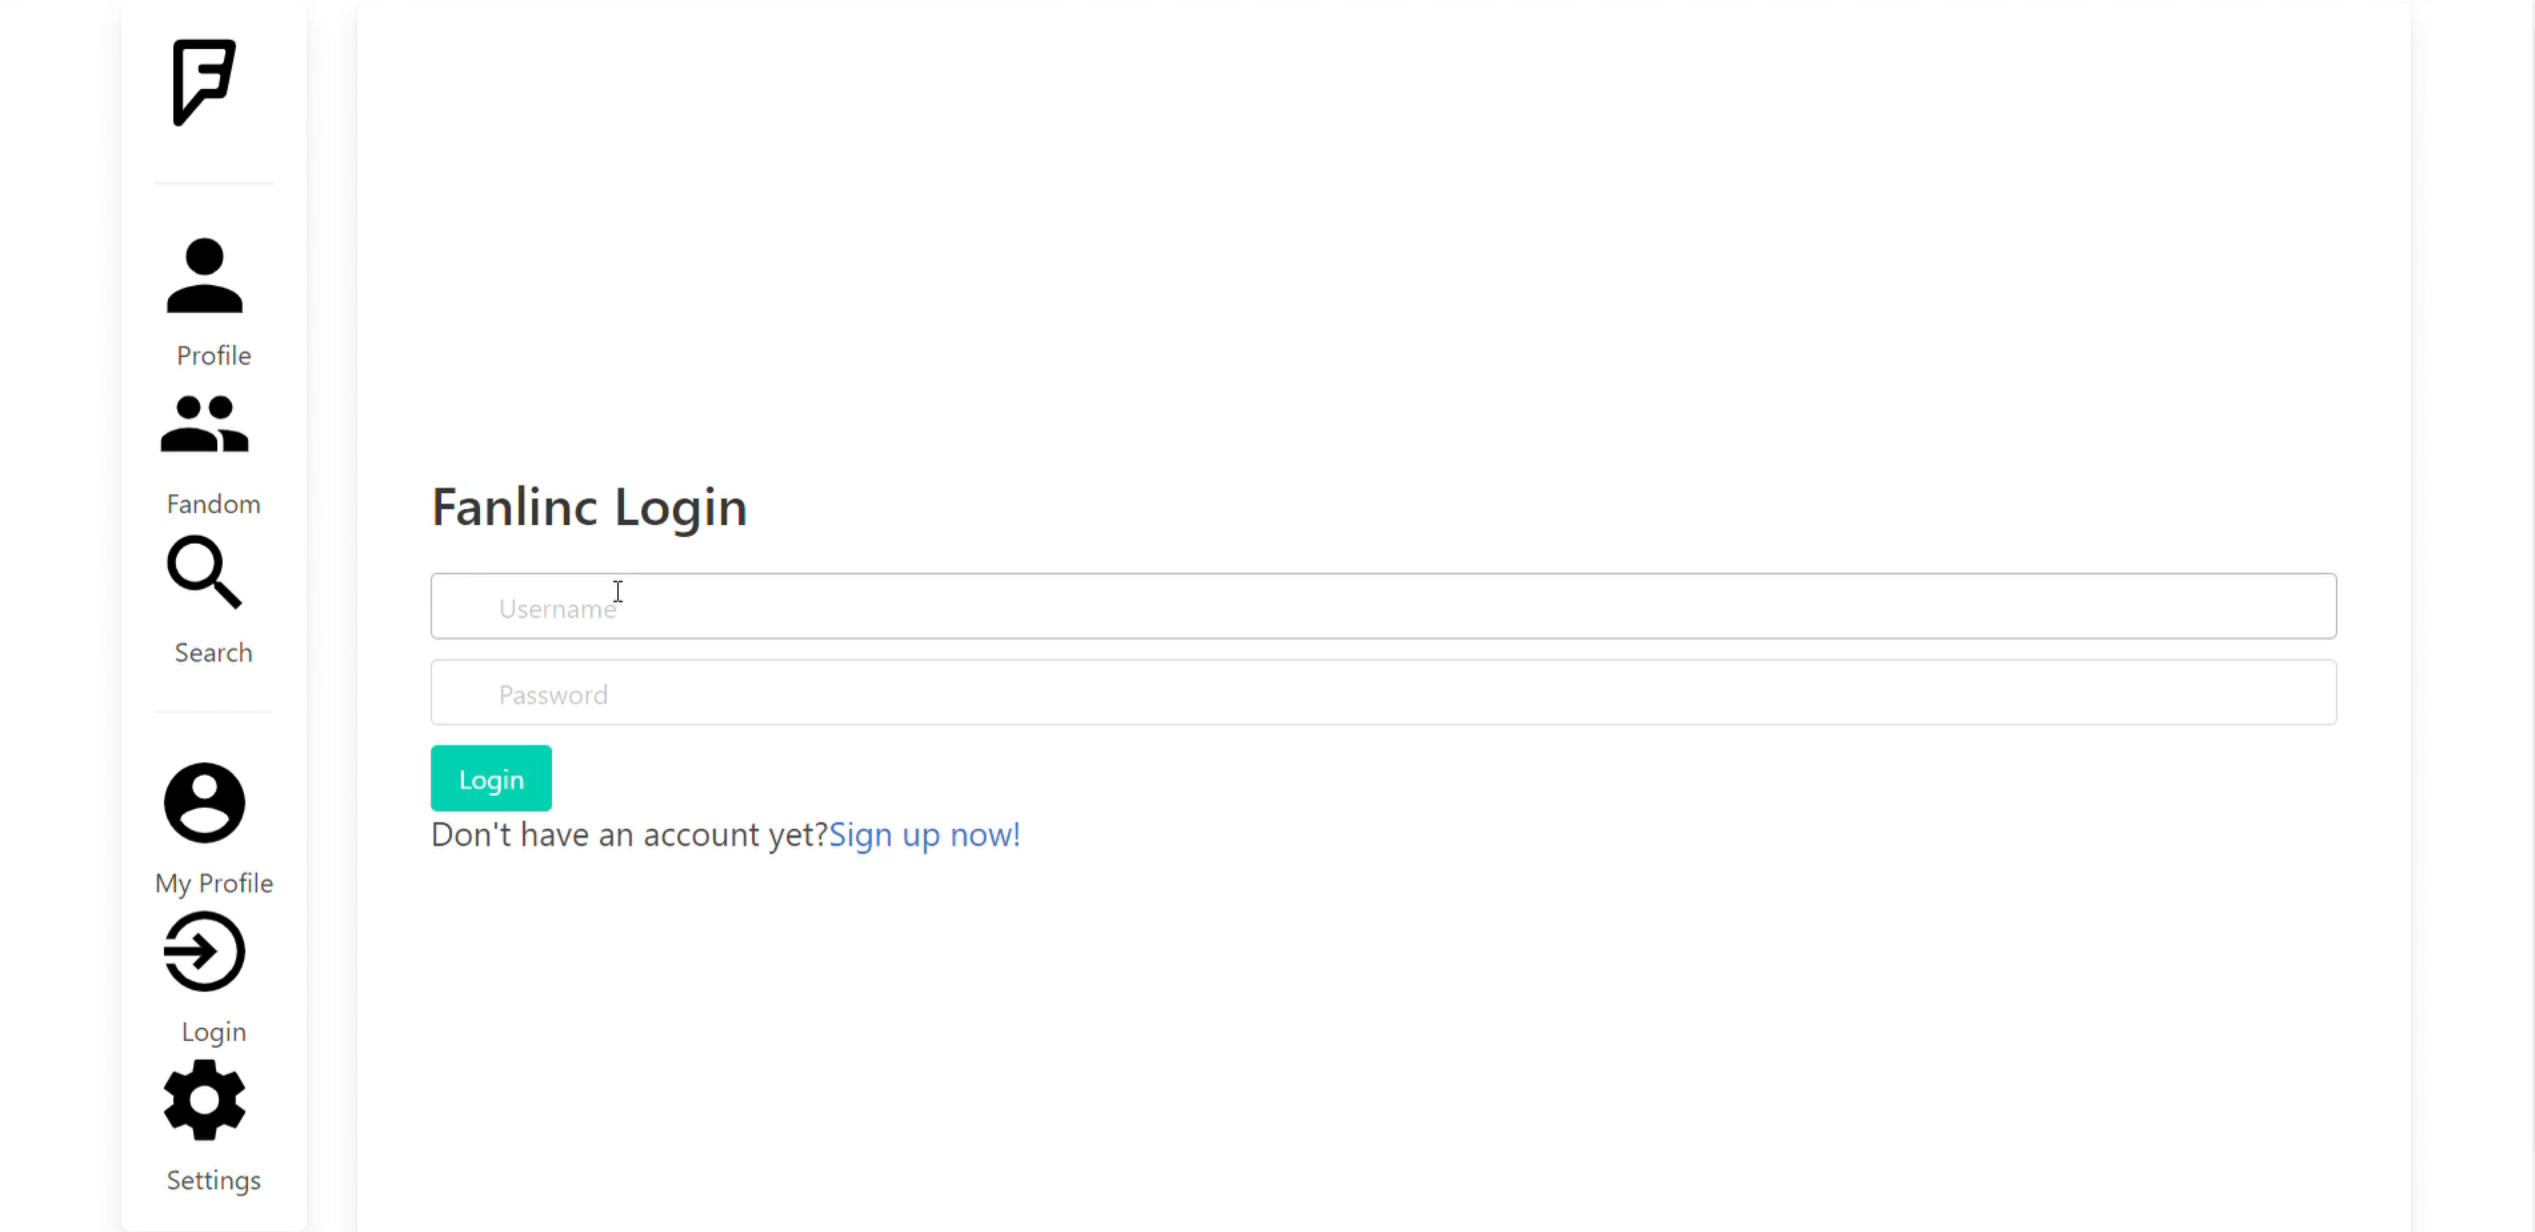 Profile
Fandom
Search
My Profile
Login
Settings
Fanlinc Login
Username
Password
Login
Don't have an account yet?Sign up now!